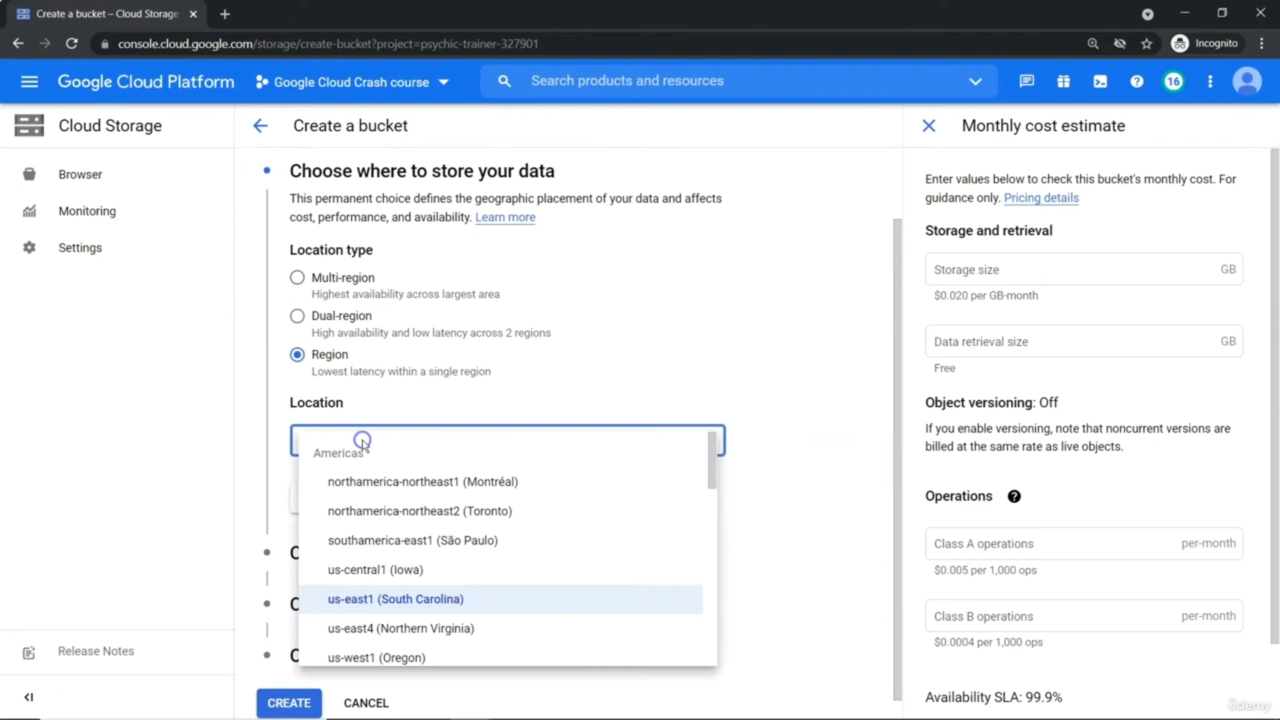 Create a bucket – Cloud Storage
console.cloud.google.com/storage/create-bucket?project=psychic-trainer-327901
Incognito
Google Cloud Platform
Google Cloud Crash course
Search products and resources
16
Cloud Storage
Browser
Monitoring
Settings
Release Notes
Create a bucket
Choose where to store your data
This permanent choice defines the geographic placement of your data and affects
cost, performance, and availability. Learn more
Location type
Multi-region
Highest availability across largest area
Dual-region
High availability and low latency across 2 regions
Region
Lowest latency within a single region
Location
Americas
northamerica-northeast1 (Montréal)
northamerica-northeast2 (Toronto)
southamerica-east1 (São Paulo)
us-central1 (Iowa)
us-east1 (South Carolina)
us-east4 (Northern Virginia)
us-west1 (Oregon)
CREATE
CANCEL
Monthly cost estimate
Enter values below to check this bucket's monthly cost. For
guidance only. Pricing details
Storage and retrieval
Storage size GB
$0.020 per GB-month
Data retrieval size GB
Free
Object versioning: Off
If you enable versioning, note that noncurrent versions are
billed at the same rate as live objects.
Operations
Class A operations per-month
$0.005 per 1,000 ops
Class B operations per-month
$0.0004 per 1,000 ops
Availability SLA: 99.9%
ûdemy